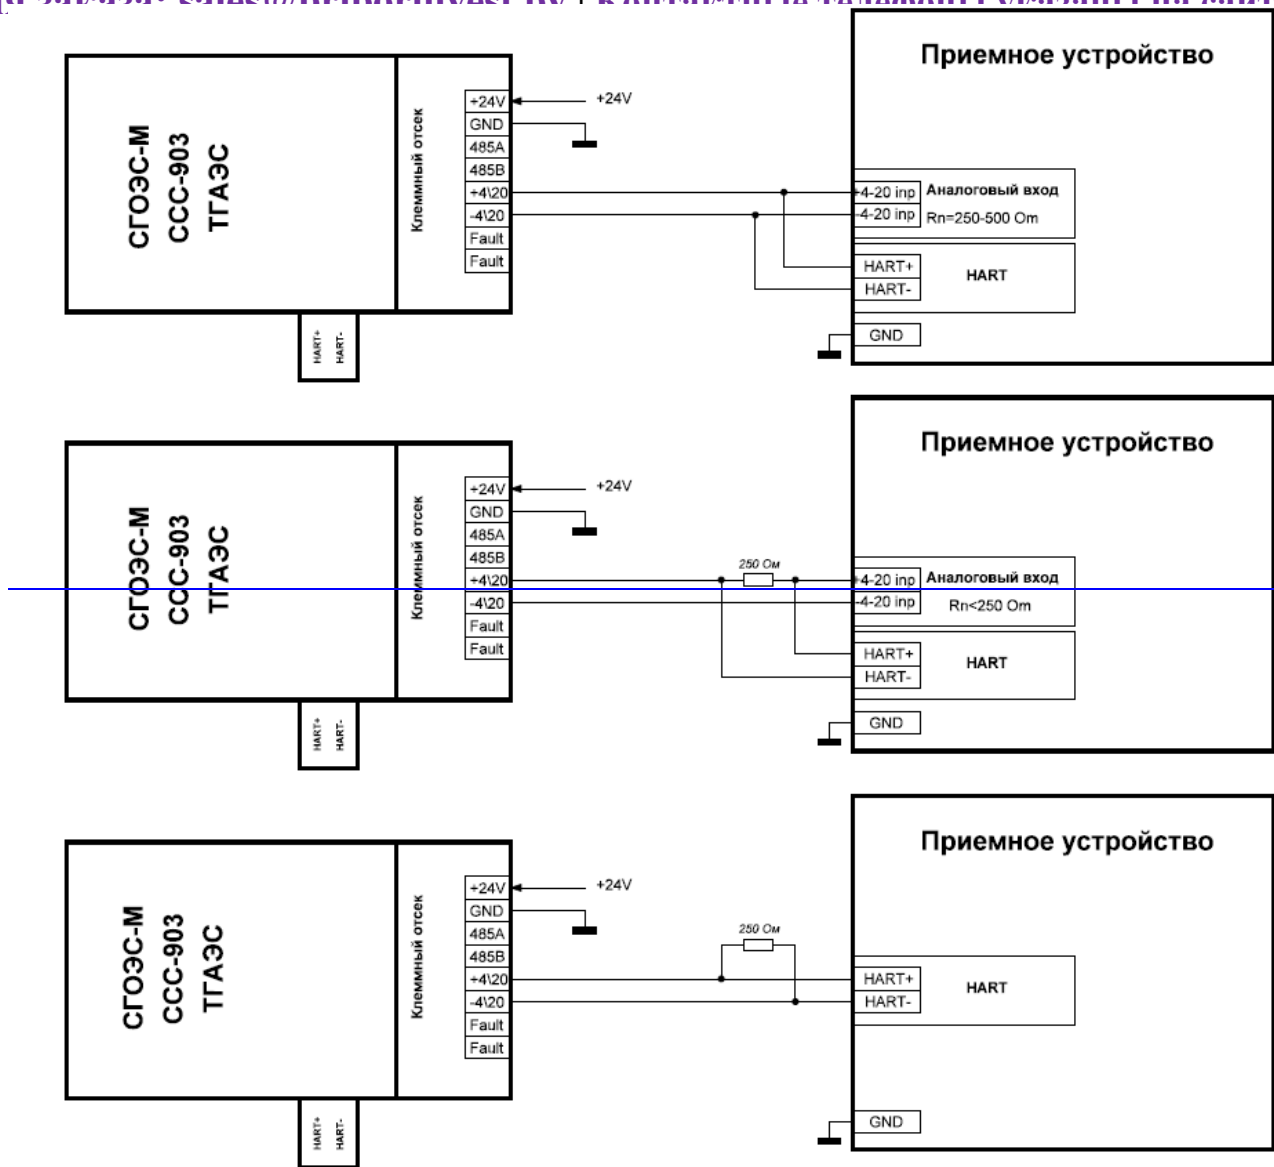 Приемное устройство
СГОЭС-М
ССС-903
ТГАЭС
Клеммный отсек
+24V
GND
485A
485B
+4\20
-4\20
Fault
Fault
+24V
+4-20 inp
-4-20 inp
Аналоговый вход
Rn=250-500 Om
HART+
HART-
HART
GND
HART+
HART-
Приемное устройство
СГОЭС-М
ССС-903
ТГАЭС
Клеммный отсек
+24V
GND
485A
485B
+4\20
-4\20
Fault
Fault
+24V
250 Ом
+4-20 inp
-4-20 inp
Аналоговый вход
Rn<250 Om
HART+
HART-
HART
GND
HART+
HART-
Приемное устройство
СГОЭС-М
ССС-903
ТГАЭС
Клеммный отсек
+24V
GND
485A
485B
+4\20
-4\20
Fault
Fault
+24V
250 Ом
HART+
HART-
HART
GND
HART+
HART-